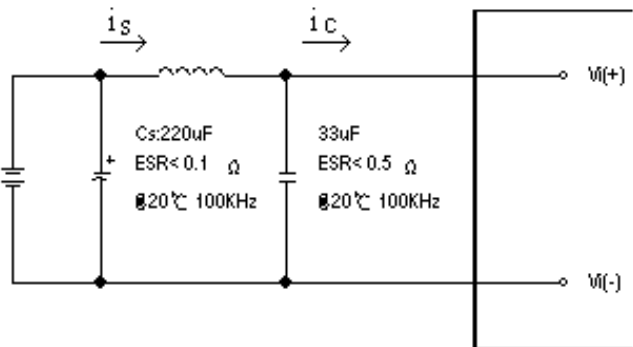 is
ic
Vi(+)
Cs:220uF
ESR<0.1 Ω
@20℃ 100KHz
33uF
ESR<0.5 Ω
@20℃ 100KHz
+
Vi(-)